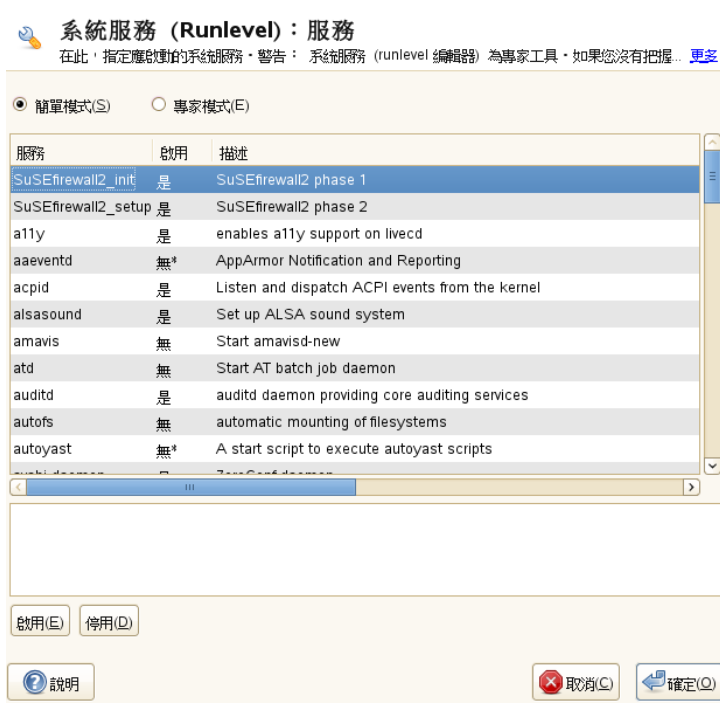 系統服務 (Runlevel)：服務
在此，指定應啟動的系統服務。警告： 系統服務 (runlevel 編輯器) 為專家工具。如果您沒有把握... 更多
簡單模式(S) 專家模式(E)
服務 啟用 描述
SuSEfirewall2_init 是 SuSEfirewall2 phase 1
SuSEfirewall2_setup 是 SuSEfirewall2 phase 2
a11y 是 enables a11y support on livecd
aaeventd 無* AppArmor Notification and Reporting
acpid 是 Listen and dispatch ACPI events from the kernel
alsasound 是 Set up ALSA sound system
amavis 無 Start amavisd-new
atd 無 Start AT batch job daemon
auditd 是 auditd daemon providing core auditing services
autofs 無 automatic mounting of filesystems
autoyast 無* A start script to execute autoyast scripts
avahi-daemon 是 ZeroConf daemon
啟用(E) 停用(D)
說明 取消(C) 確定(O)